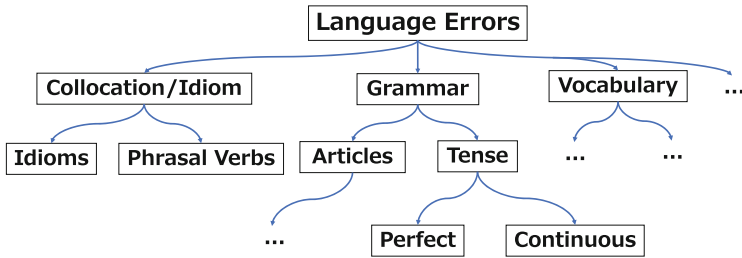 Language Errors
Collocation/Idiom
Grammar
Vocabulary
...
Idioms
Phrasal Verbs
Articles
Tense
...
...
...
Perfect
Continuous